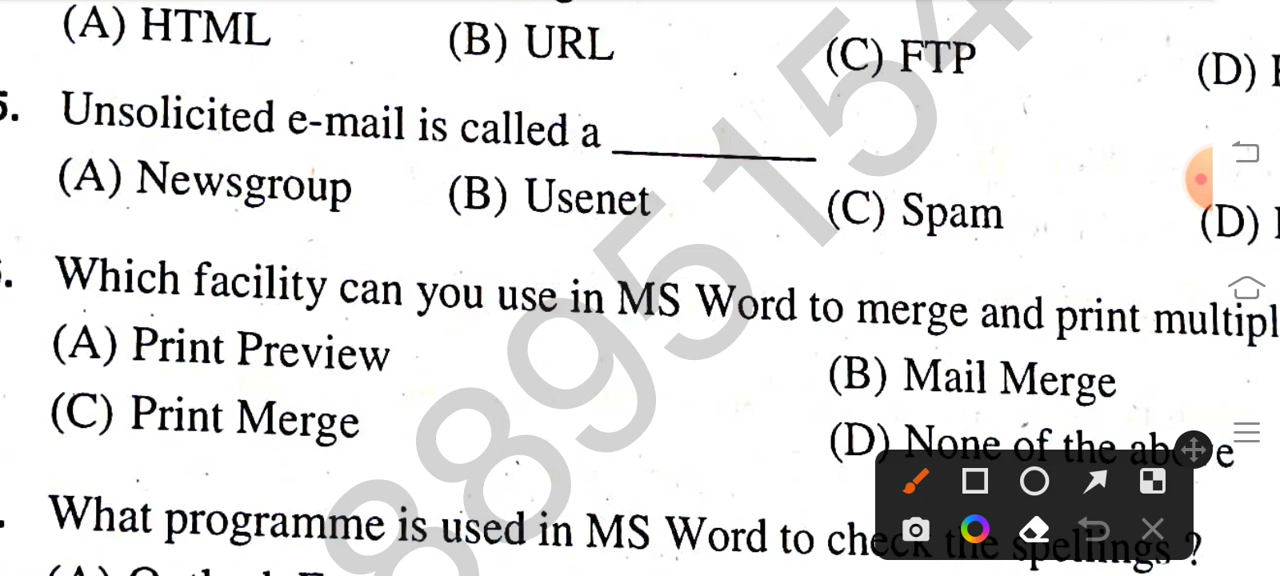 (A) HTML (B) URL (C) FTP (D)
5. Unsolicited e-mail is called a ________
(A) Newsgroup (B) Usenet (C) Spam (D)
. Which facility can you use in MS Word to merge and print multipl
(A) Print Preview (B) Mail Merge
(C) Print Merge (D) None of the above
. What programme is used in MS Word to check the spellings ?
(A)
8895154